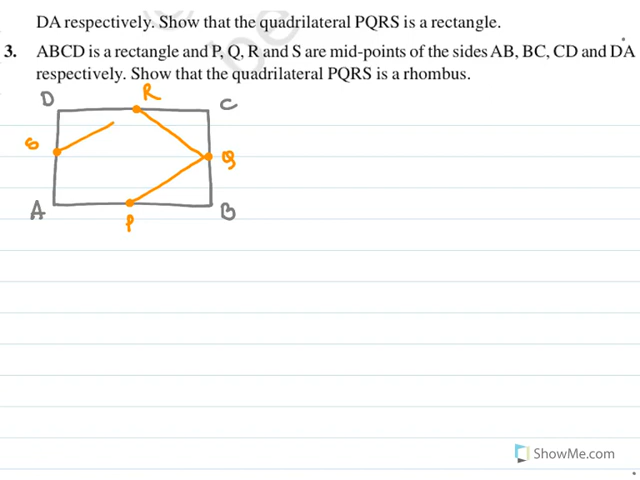 DA respectively. Show that the quadrilateral PQRS is a rectangle.
3. ABCD is a rectangle and P, Q, R and S are mid-points of the sides AB, BC, CD and DA
respectively. Show that the quadrilateral PQRS is a rhombus.
D R C
S Q
A P B
ShowMe.com